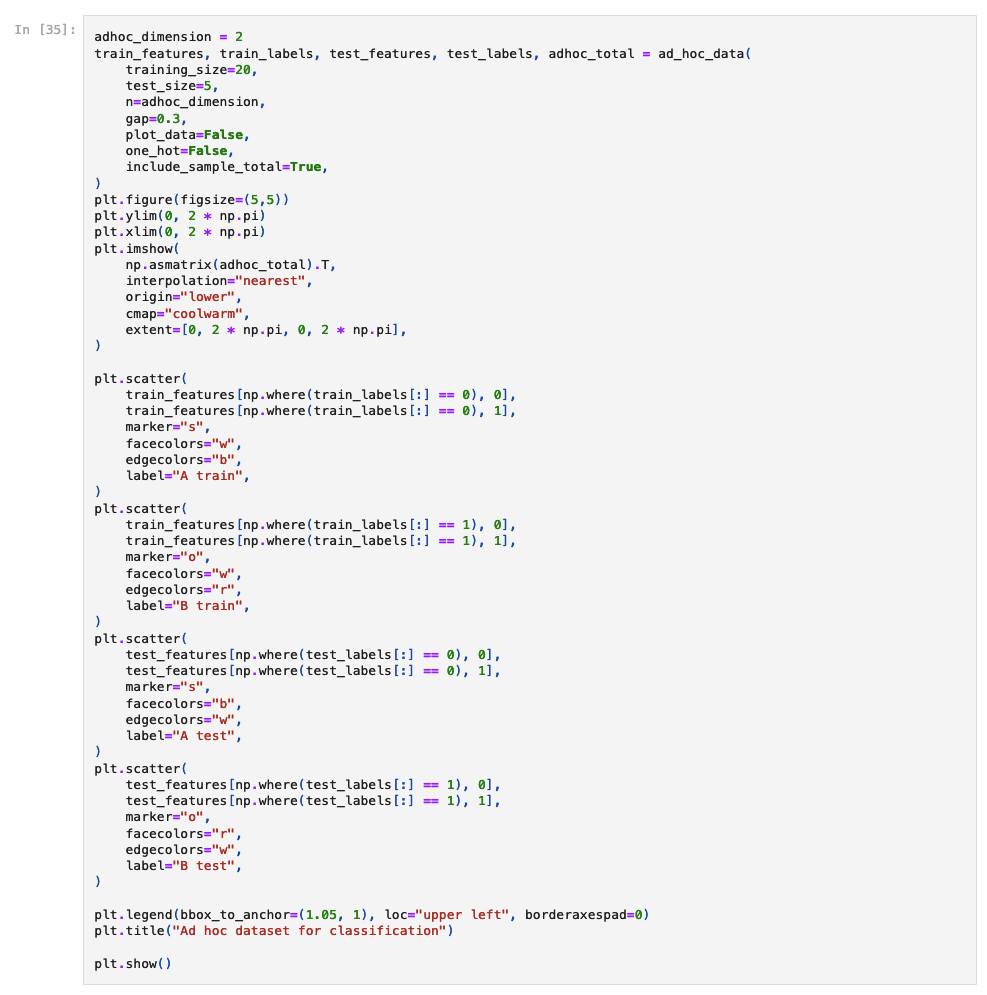 In [35]:
adhoc_dimension = 2
train_features, train_labels, test_features, test_labels, adhoc_total = ad_hoc_data(
    training_size=20,
    test_size=5,
    n=adhoc_dimension,
    gap=0.3,
    plot_data=False,
    one_hot=False,
    include_sample_total=True,
)
plt.figure(figsize=(5,5))
plt.ylim(0, 2 * np.pi)
plt.xlim(0, 2 * np.pi)
plt.imshow(
    np.asmatrix(adhoc_total).T,
    interpolation="nearest",
    origin="lower",
    cmap="coolwarm",
    extent=[0, 2 * np.pi, 0, 2 * np.pi],
)

plt.scatter(
    train_features[np.where(train_labels[:] == 0), 0],
    train_features[np.where(train_labels[:] == 0), 1],
    marker="s",
    facecolors="w",
    edgecolors="b",
    label="A train",
)
plt.scatter(
    train_features[np.where(train_labels[:] == 1), 0],
    train_features[np.where(train_labels[:] == 1), 1],
    marker="o",
    facecolors="w",
    edgecolors="r",
    label="B train",
)
plt.scatter(
    test_features[np.where(test_labels[:] == 0), 0],
    test_features[np.where(test_labels[:] == 0), 1],
    marker="s",
    facecolors="b",
    edgecolors="w",
    label="A test",
)
plt.scatter(
    test_features[np.where(test_labels[:] == 1), 0],
    test_features[np.where(test_labels[:] == 1), 1],
    marker="o",
    facecolors="r",
    edgecolors="w",
    label="B test",
)

plt.legend(bbox_to_anchor=(1.05, 1), loc="upper left", borderaxespad=0)
plt.title("Ad hoc dataset for classification")

plt.show()